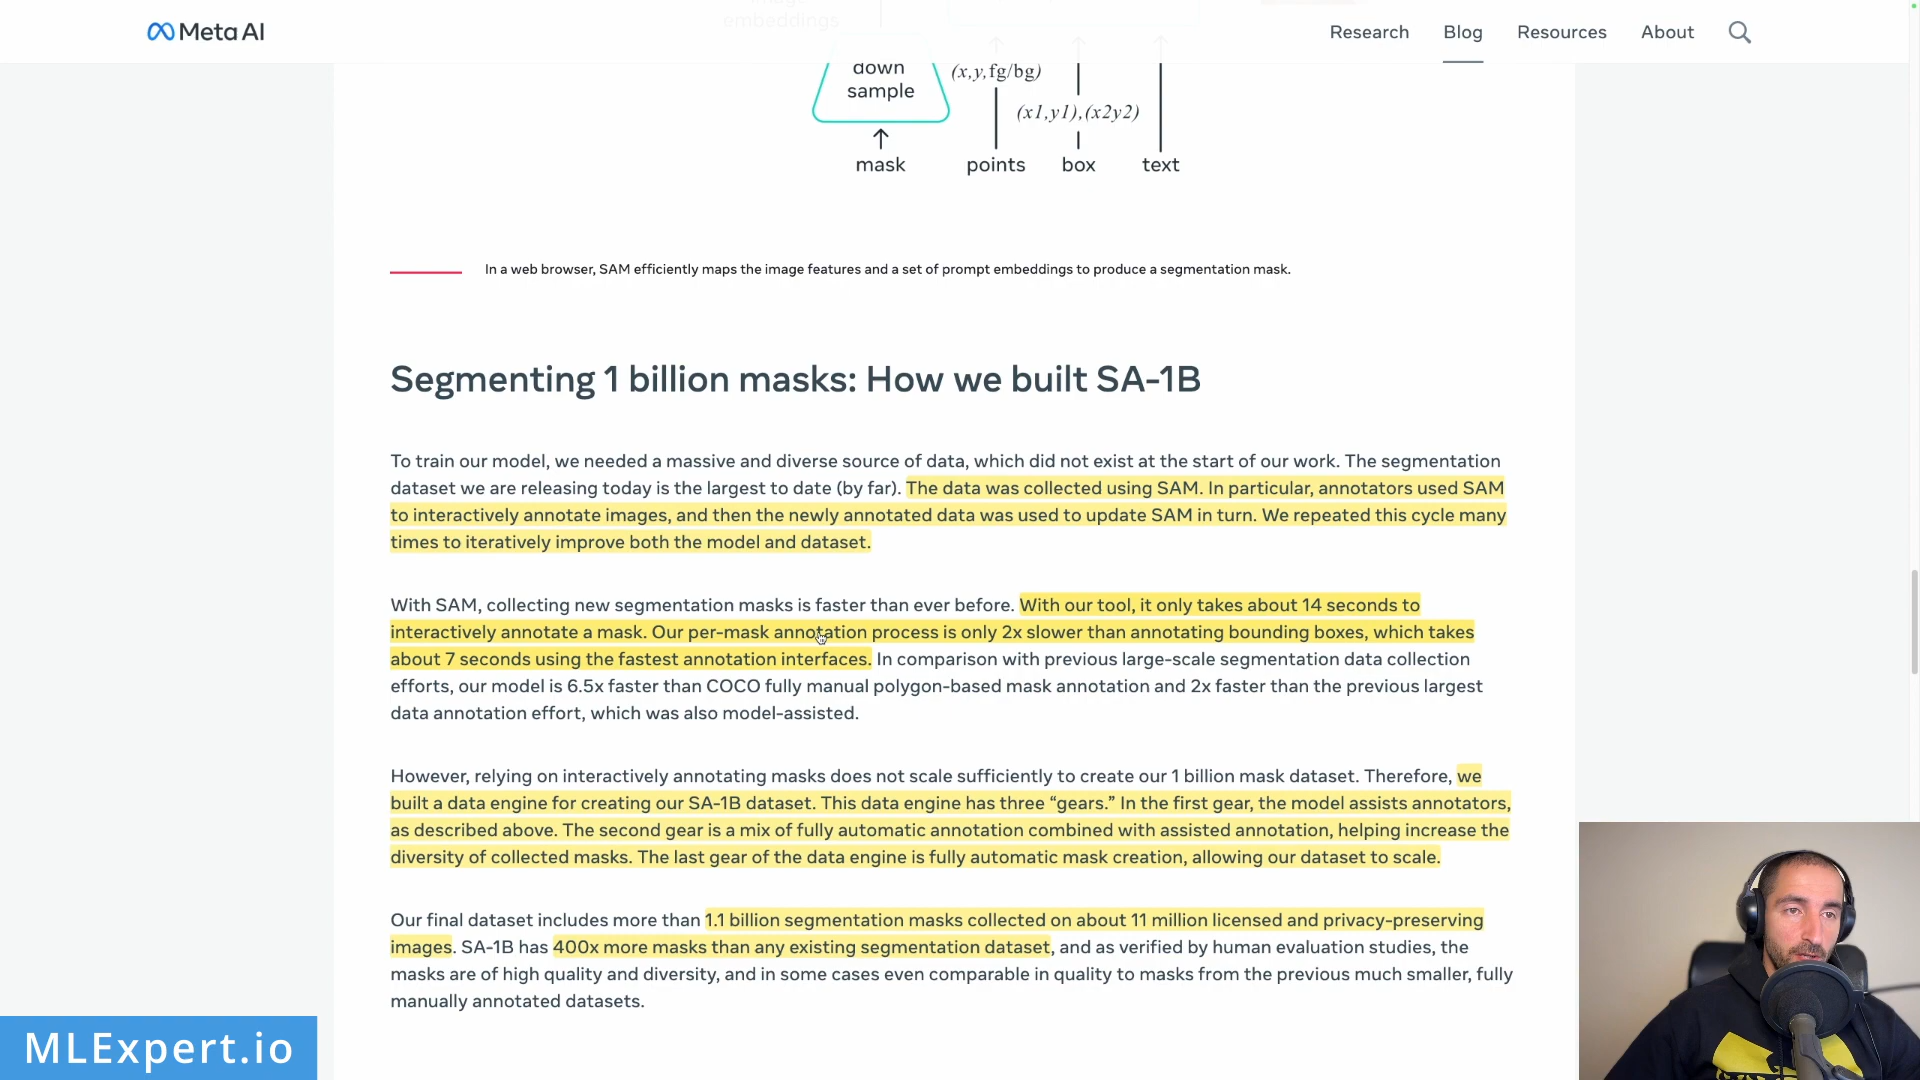 Meta AI
Research
Blog
Resources
About
embeddings
down
sample
(x,y,fg/bg)
(x1,y1),(x2y2)
mask
points
box
text
In a web browser, SAM efficiently maps the image features and a set of prompt embeddings to produce a segmentation mask.
Segmenting 1 billion masks: How we built SA-1B
To train our model, we needed a massive and diverse source of data, which did not exist at the start of our work. The segmentation
dataset we are releasing today is the largest to date (by far). The data was collected using SAM. In particular, annotators used SAM
to interactively annotate images, and then the newly annotated data was used to update SAM in turn. We repeated this cycle many
times to iteratively improve both the model and dataset.
With SAM, collecting new segmentation masks is faster than ever before. With our tool, it only takes about 14 seconds to
interactively annotate a mask. Our per-mask annotation process is only 2x slower than annotating bounding boxes, which takes
about 7 seconds using the fastest annotation interfaces. In comparison with previous large-scale segmentation data collection
efforts, our model is 6.5x faster than COCO fully manual polygon-based mask annotation and 2x faster than the previous largest
data annotation effort, which was also model-assisted.
However, relying on interactively annotating masks does not scale sufficiently to create our 1 billion mask dataset. Therefore, we
built a data engine for creating our SA-1B dataset. This data engine has three “gears.” In the first gear, the model assists annotators,
as described above. The second gear is a mix of fully automatic annotation combined with assisted annotation, helping increase the
diversity of collected masks. The last gear of the data engine is fully automatic mask creation, allowing our dataset to scale.
Our final dataset includes more than 1.1 billion segmentation masks collected on about 11 million licensed and privacy-preserving
images. SA-1B has 400x more masks than any existing segmentation dataset, and as verified by human evaluation studies, the
masks are of high quality and diversity, and in some cases even comparable in quality to masks from the previous much smaller, fully
manually annotated datasets.
MLExpert.io